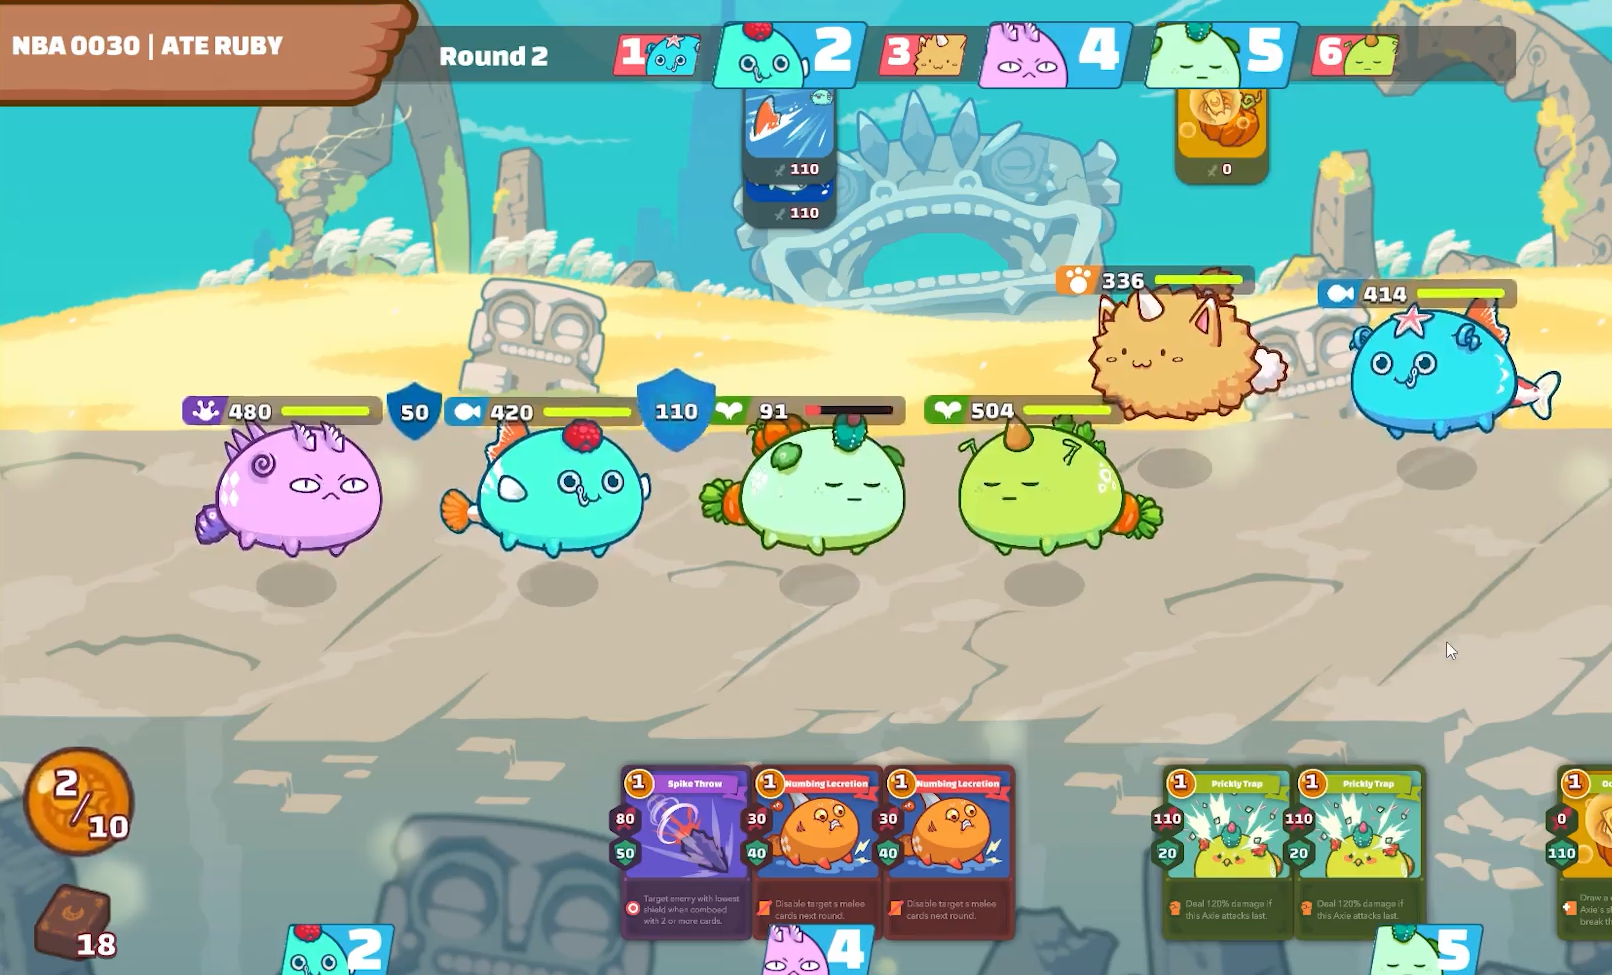 NBA 0030 | ATE RUBY
Round 2
1
2
3
4
5
6
110
110
0
336
414
480
50
420
110
91
504
2/10
18
1 Spike Throw
80
50
Target enemy with lowest
shield when comboed
with 2 or more cards.
1 Numbing Lecretion
30
40
Disable target s melee
cards next round.
1 Numbing Lecretion
30
40
Disable target s melee
cards next round.
1 Prickly Trap
110
20
Deal 120% damage if
this Axie attacks last.
1 Prickly Trap
110
20
Deal 120% damage if
this Axie attacks last.
1
0
110
Draw a
Axie's s
break th
2
4
5